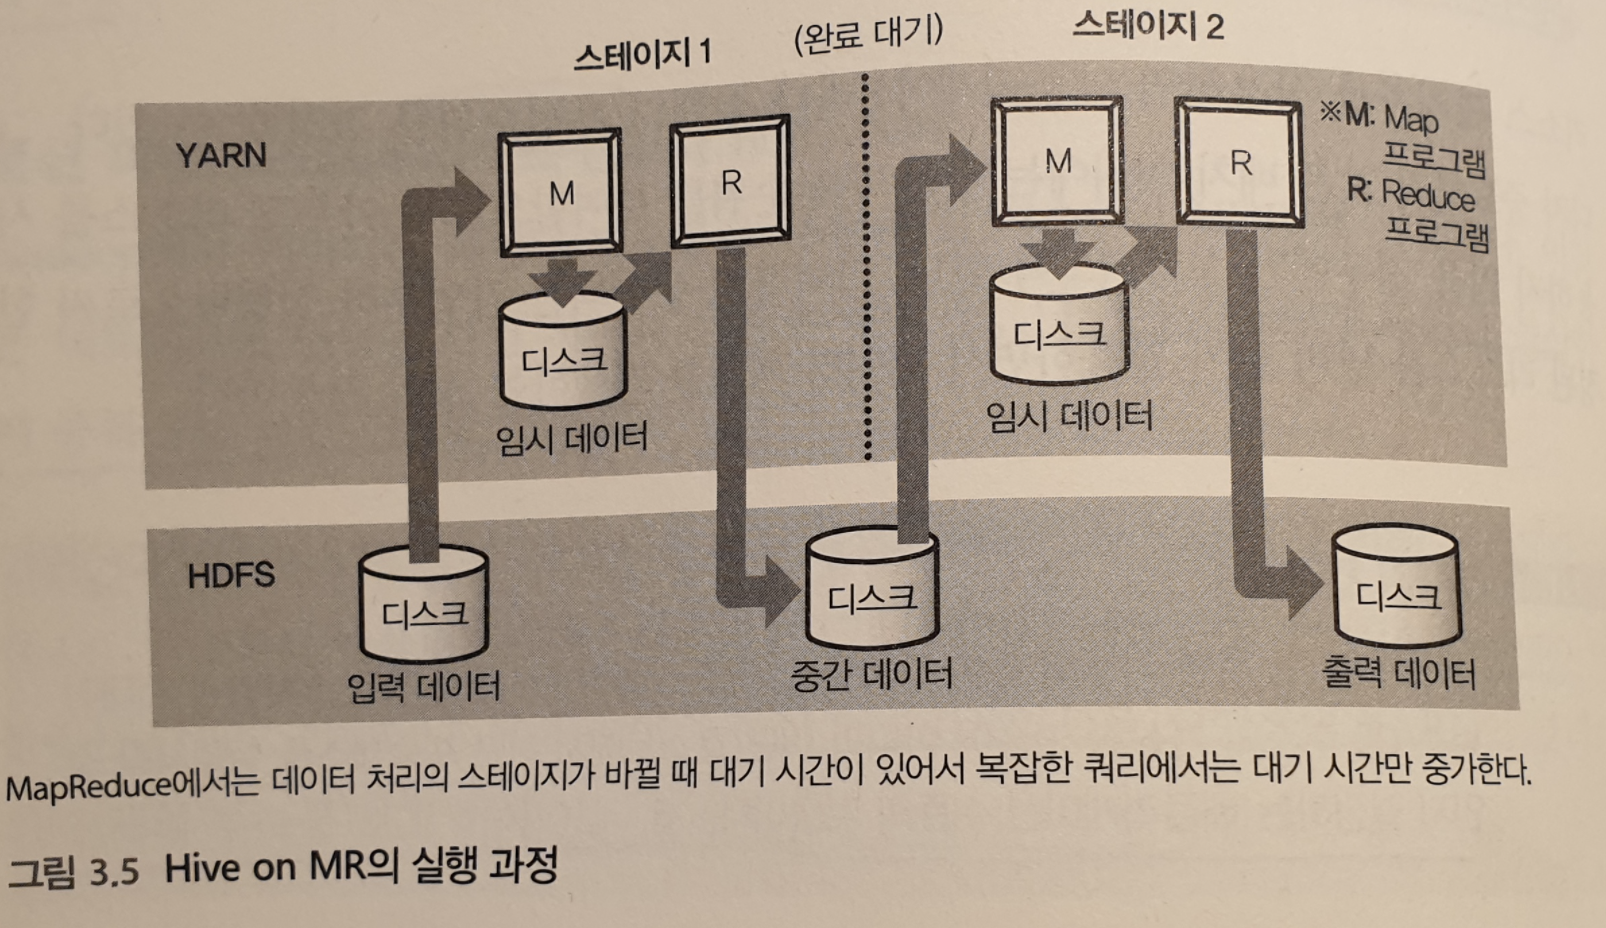 스테이지 1
(완료 대기)
스테이지 2
YARN
M
R
M
R
※M: Map
프로그램
R: Reduce
프로그램
디스크
임시 데이터
디스크
임시 데이터
HDFS
디스크
입력 데이터
디스크
중간 데이터
디스크
출력 데이터
MapReduce에서는 데이터 처리의 스테이지가 바뀔 때 대기 시간이 있어서 복잡한 쿼리에서는 대기 시간만 중가한다.
그림 3.5 Hive on MR의 실행 과정